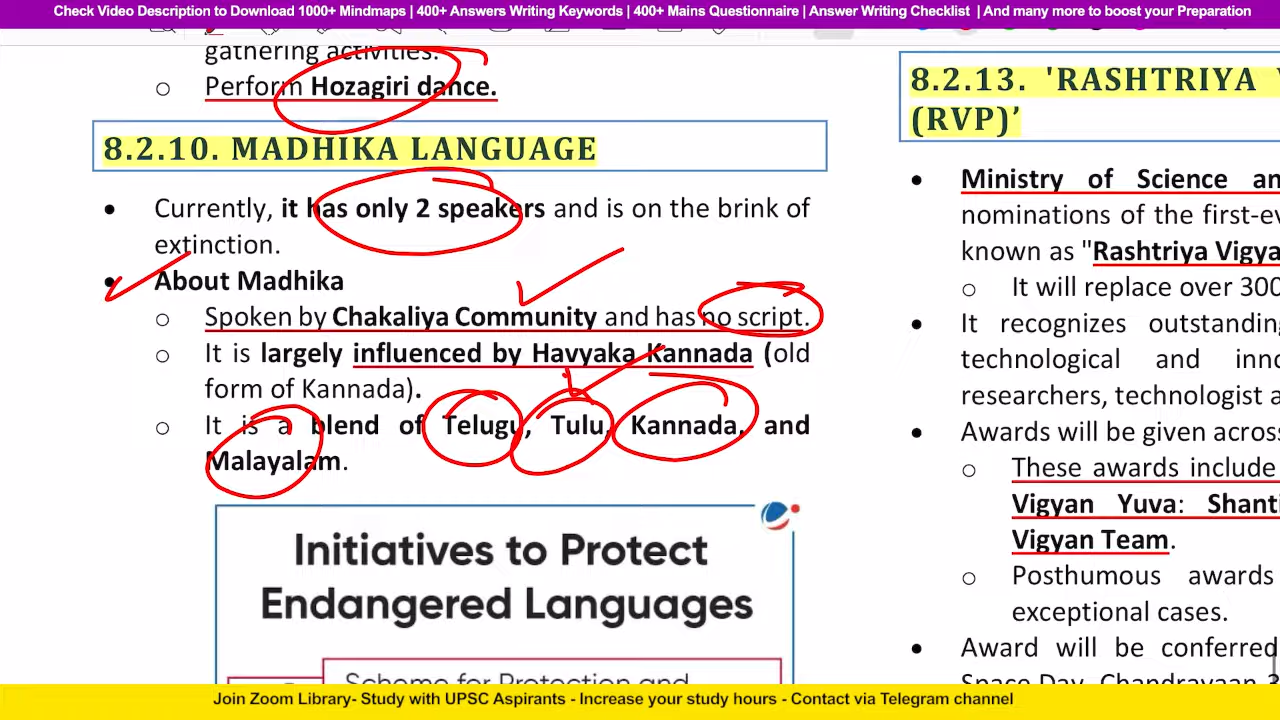 Check Video Description to Download 1000+ Mindmaps | 400+ Answers Writing Keywords | 400+ Mains Questionnaire | Answer Writing Checklist | And many more to boost your Preparation
gathering activities.
o Perform Hozagiri dance.
8.2.10. MADHIKA LANGUAGE
• Currently, it has only 2 speakers and is on the brink of
extinction.
• About Madhika
o Spoken by Chakaliya Community and has no script.
o It is largely influenced by Havyaka Kannada (old
form of Kannada).
o It is a blend of Telugu, Tulu, Kannada, and
Malayalam.
Initiatives to Protect
Endangered Languages
Scheme for Protection and
8.2.13. 'RASHTRIYA
(RVP)’
• Ministry of Science
nominations of the
known as "Rashtriya
o It will replace over 300
• It recognizes outstanding
technological and
researchers, technologist
• Awards will be given
o These awards include
Vigyan Yuva:
Vigyan Team.
o Posthumous awards
exceptional cases.
• Award will be conferred
Space Day, Chandrayaan
Join Zoom Library- Study with UPSC Aspirants - Increase your study hours - Contact via Telegram channel